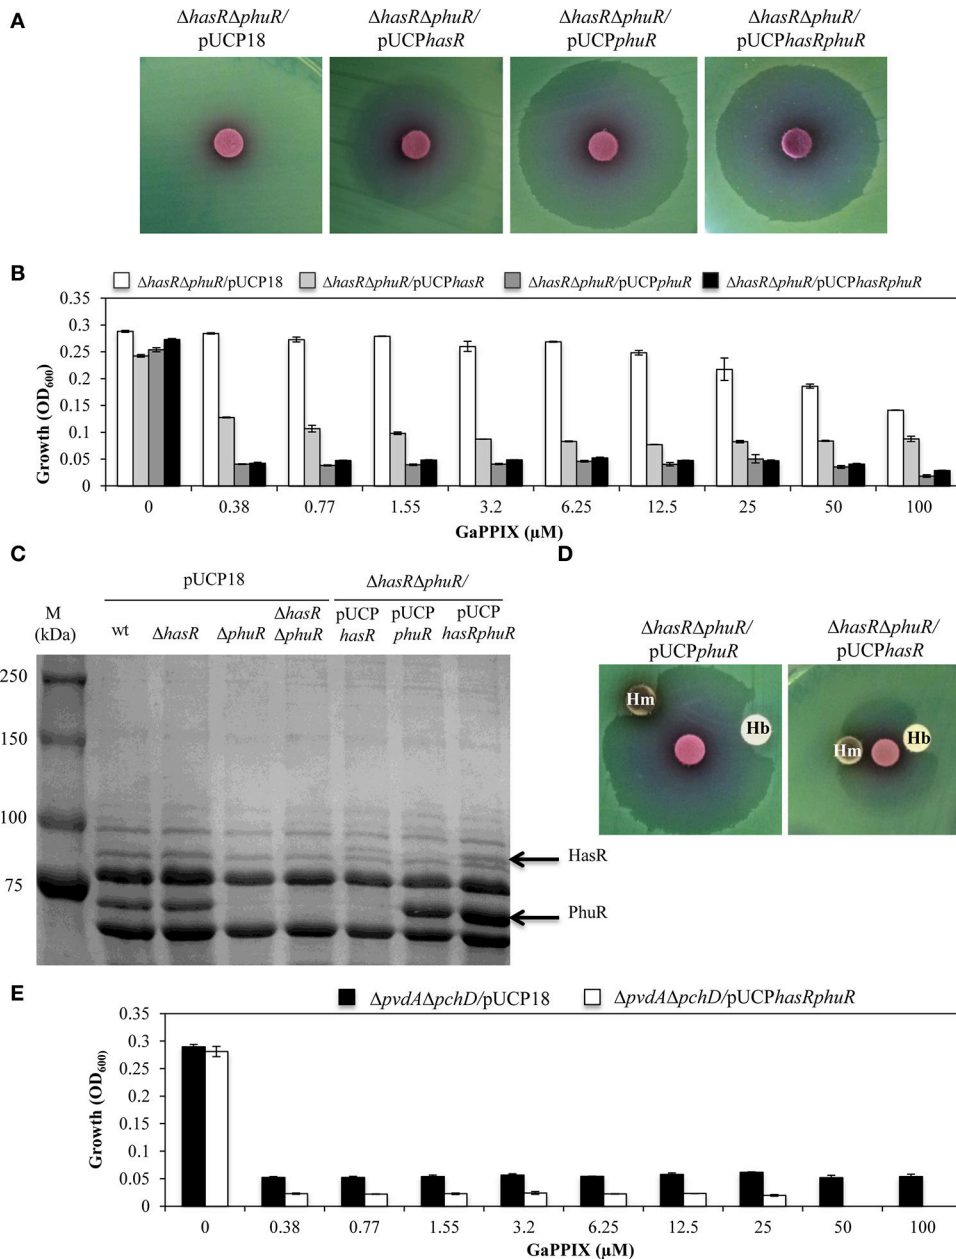 A
ΔhasRΔphuR/
pUCP18
ΔhasRΔphuR/
pUCPhasR
ΔhasRΔphuR/
pUCPphuR
ΔhasRΔphuR/
pUCPhasRphuR
B
ΔhasRΔphuR/pUCP18
ΔhasRΔphuR/pUCPhasR
ΔhasRΔphuR/pUCPphuR
ΔhasRΔphuR/pUCPhasRphuR
Growth (OD600)
0.35
0.3
0.25
0.2
0.15
0.1
0.05
0
0 0.38 0.77 1.55 3.2 6.25 12.5 25 50 100
GaPPIX (µM)
C
pUCP18
ΔhasRΔphuR/
M
(kDa)
wt
ΔhasR
ΔphuR
ΔhasR
ΔphuR
pUCP
hasR
pUCP
phuR
pUCP
hasRphuR
250
150
100
75
HasR
PhuR
D
ΔhasRΔphuR/
pUCPphuR
ΔhasRΔphuR/
pUCPhasR
Hm
Hb
Hm
Hb
E
ΔpvdAΔpchD/pUCP18
ΔpvdAΔpchD/pUCPhasRphuR
Growth (OD600)
0.35
0.3
0.25
0.2
0.15
0.1
0.05
0
0 0.38 0.77 1.55 3.2 6.25 12.5 25 50 100
GaPPIX (µM)